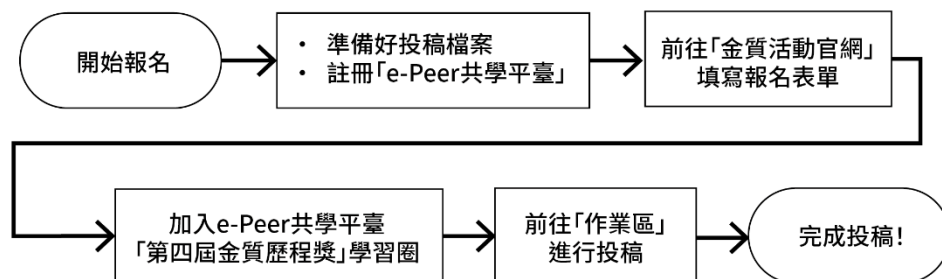 開始報名
• 準備好投稿檔案
• 註冊「e-Peer共學平臺」
前往「金質活動官網」
填寫報名表單
加入e-Peer共學平臺
「第四屆金質歷程獎」學習圈
前往「作業區」
進行投稿
完成投稿!